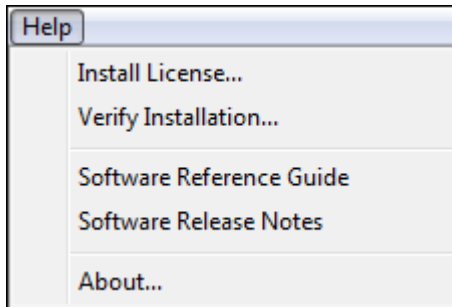 Help
Install License...
Verify Installation...
Software Reference Guide
Software Release Notes
About...